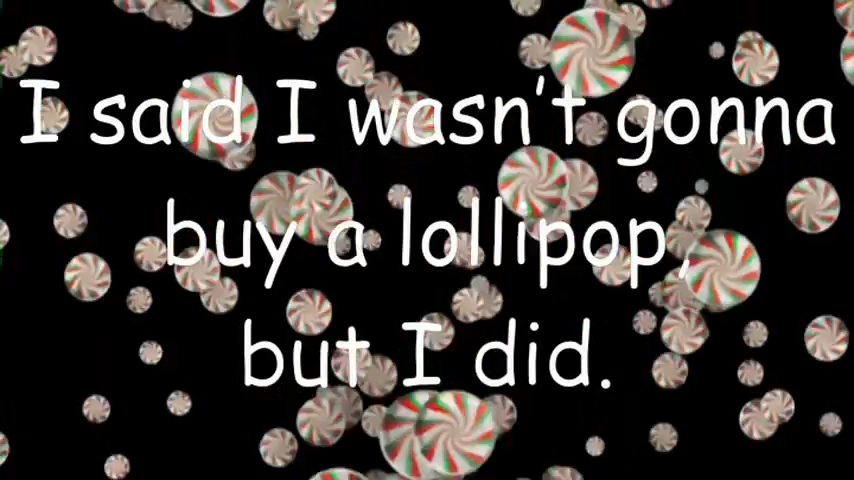 I said I wasn't gonna
buy a lollipop,
but I did.